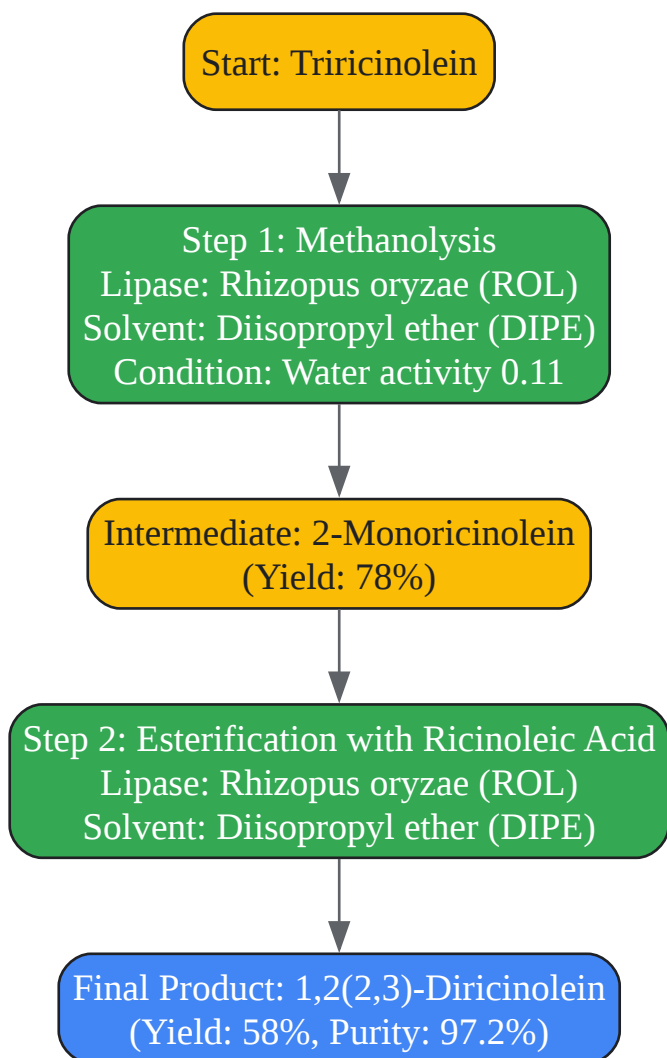 Start: Triricinolein
Step 1: Methanolysis
Lipase: Rhizopus oryzae (ROL)
Solvent: Diisopropyl ether (DIPE)
Condition: Water activity 0.11
Intermediate: 2-Monoricinolein
(Yield: 78%)
Step 2: Esterification with Ricinoleic Acid
Lipase: Rhizopus oryzae (ROL)
Solvent: Diisopropyl ether (DIPE)
Final Product: 1,2(2,3)-Diricinolein
(Yield: 58%, Purity: 97.2%)